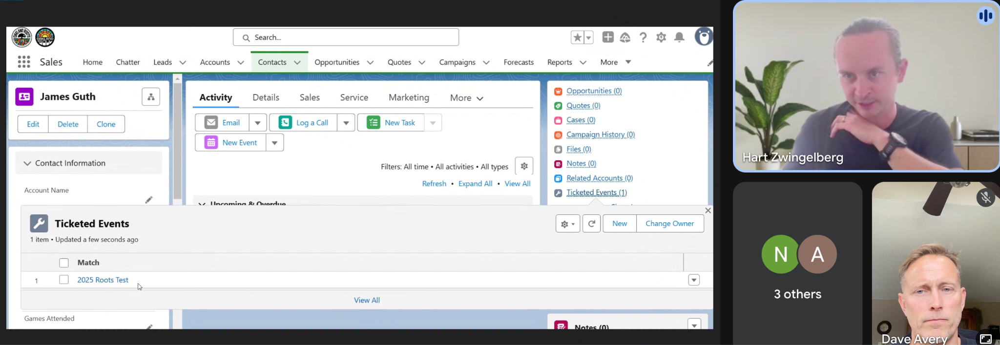 Search...
Sales
Home
Chatter
Leads
Accounts
Contacts
Opportunities
Quotes
Campaigns
Forecasts
Reports
More
James Guth
Edit
Delete
Clone
Contact Information
Account Name
Activity
Details
Sales
Service
Marketing
More
Email
Log a Call
New Task
New Event
Filters: All time • All activities • All types
Refresh • Expand All • View All
Upcoming & Overdue
Opportunities (0)
Quotes (0)
Cases (0)
Campaign History (0)
Files (0)
Notes (0)
Related Accounts (0)
Ticketed Events (1)
Ticketed Events
1 item • Updated a few seconds ago
New
Change Owner
Match
1
2025 Roots Test
View All
Games Attended
Notes (0)
Hart Zwingelberg
N
A
3 others
Dave Avery